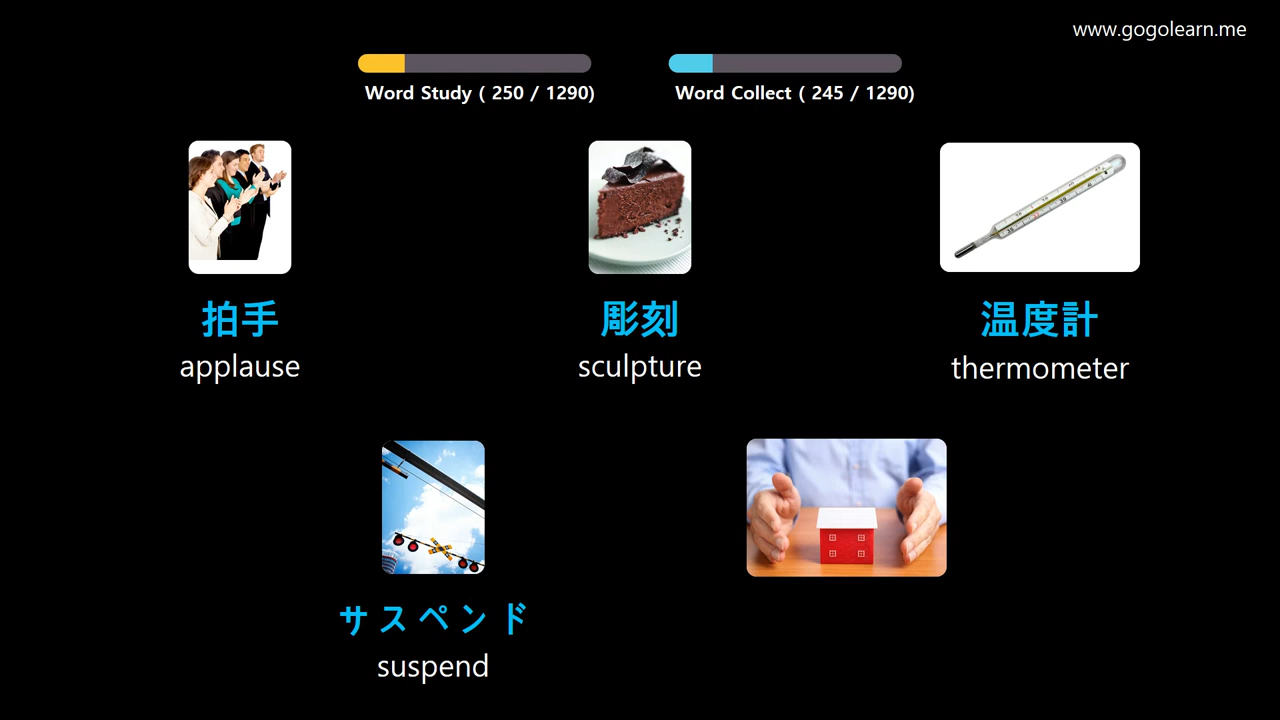 www.gogolearn.me
Word Study ( 250 / 1290)
Word Collect ( 245 / 1290)
拍手
applause
彫刻
sculpture
温度計
thermometer
サスペンド
suspend